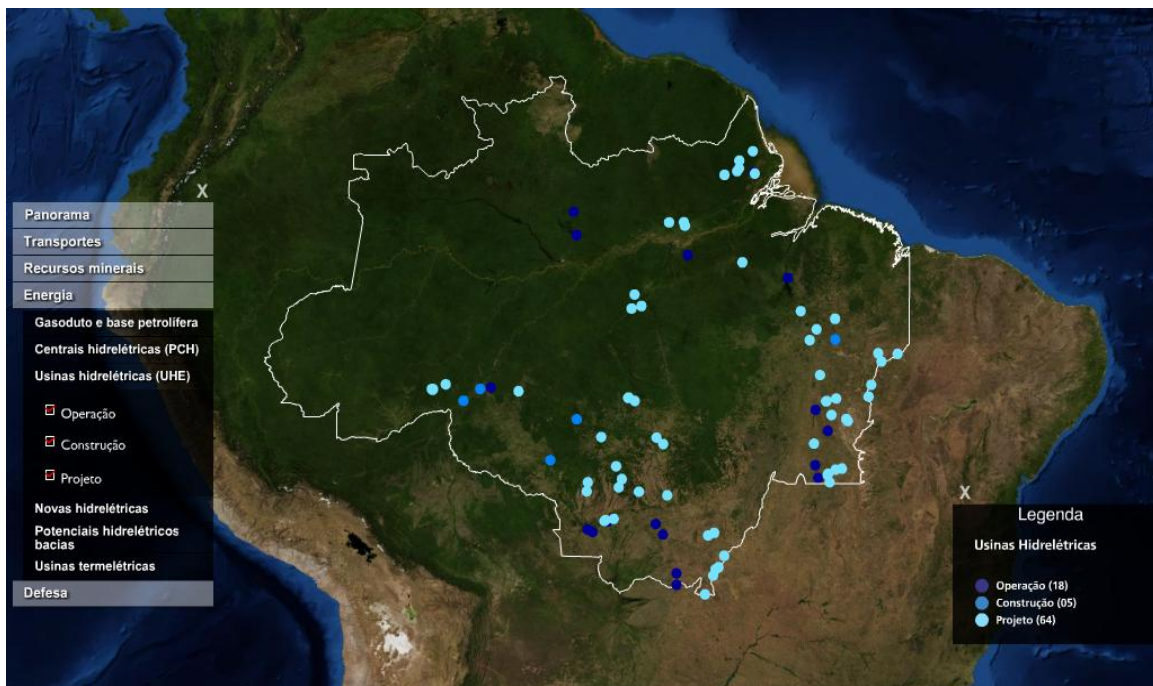 X
Panorama
Transportes
Recursos minerais
Energia
Gasoduto e base petrolífera
Centrais hidrelétricas (PCH)
Usinas hidrelétricas (UHE)
Operação
Construção
Projeto
Novas hidrelétricas
Potenciais hidrelétricos
bacias
Usinas termelétricas
Defesa
X
Legenda
Usinas Hidrelétricas
Operação (18)
Construção (05)
Projeto (64)